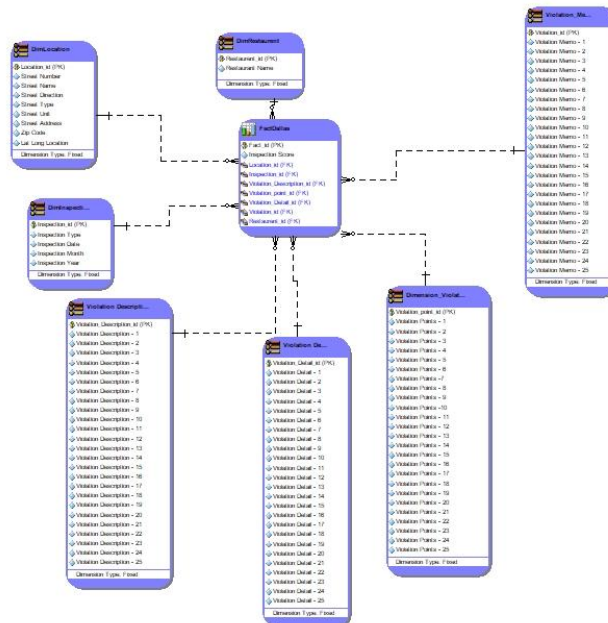 DimLocation
Location_id (PK)
Street Number
Street Name
Street Direction
Street Type
Street Unit
Street Address
Zip Code
Lat Long Location
Dimension Type: Fixed
DimRestaurent
Restaurent_id (PK)
Restaurant Name
Dimension Type: Fixed
Violation_Me...
Violation_id (PK)
Violation Memo - 1
Violation Memo - 2
Violation Memo - 3
Violation Memo - 4
Violation Memo - 5
Violation Memo - 6
Violation Memo - 7
Violation Memo - 8
Violation Memo - 9
Violation Memo - 10
Violation Memo - 11
Violation Memo - 12
Violation Memo - 13
Violation Memo - 14
Violation Memo - 15
Violation Memo - 16
Violation Memo - 17
Violation Memo - 18
Violation Memo - 19
Violation Memo - 20
Violation Memo - 21
Violation Memo - 22
Violation Memo - 23
Violation Memo - 24
Violation Memo - 25
Dimension Type: Fixed
FactDallas
Fact_id (PK)
Inspection Score
Location_id (FK)
Inspection_id (FK)
Violation_Description_id (FK)
Violation_point_id (FK)
Violation_Detail_id (FK)
Violation_id (FK)
Restaurent_id (FK)
DimInspecti...
Inspection_id (PK)
Inspection Type
Inspection Date
Inspection Month
Inspection Year
Dimension Type: Fixed
Violation Descripti...
Violation_Description_id (PK)
Violation Description - 1
Violation Description - 2
Violation Description - 3
Violation Description - 4
Violation Description - 5
Violation Description - 6
Violation Description - 7
Violation Description - 8
Violation Description - 9
Violation Description - 10
Violation Description - 11
Violation Description - 12
Violation Description - 13
Violation Description - 14
Violation Description - 15
Violation Description - 16
Violation Description - 17
Violation Description - 18
Violation Description - 19
Violation Description - 20
Violation Description - 21
Violation Description - 22
Violation Description - 23
Violation Description - 24
Violation Description - 25
Dimension Type: Fixed
Violation De...
Violation_Detail_id (PK)
Violation Detail - 1
Violation Detail - 2
Violation Detail - 3
Violation Detail - 4
Violation Detail - 5
Violation Detail - 6
Violation Detail - 7
Violation Detail - 8
Violation Detail - 9
Violation Detail - 10
Violation Detail - 11
Violation Detail - 12
Violation Detail - 13
Violation Detail - 14
Violation Detail - 15
Violation Detail - 16
Violation Detail - 17
Violation Detail - 18
Violation Detail - 19
Violation Detail - 20
Violation Detail - 21
Violation Detail - 22
Violation Detail - 23
Violation Detail - 24
Violation Detail - 25
Dimension Type: Fixed
Dimension_Violat...
Violation_point_id (PK)
Violation Points - 1
Violation Points - 2
Violation Points - 3
Violation Points - 4
Violation Points - 5
Violation Points - 6
Violation Points -7
Violation Points - 8
Violation Points - 9
Violation Points -10
Violation Points - 11
Violation Points - 12
Violation Points - 13
Violation Points - 14
Violation Points - 15
Violation Points - 16
Violation Points - 17
Violation Points - 18
Violation Points - 19
Violation Points - 20
Violation Points - 21
Violation Points - 22
Violation Points - 23
Violation Points - 24
Violation Points - 25
Dimension Type: Fixed